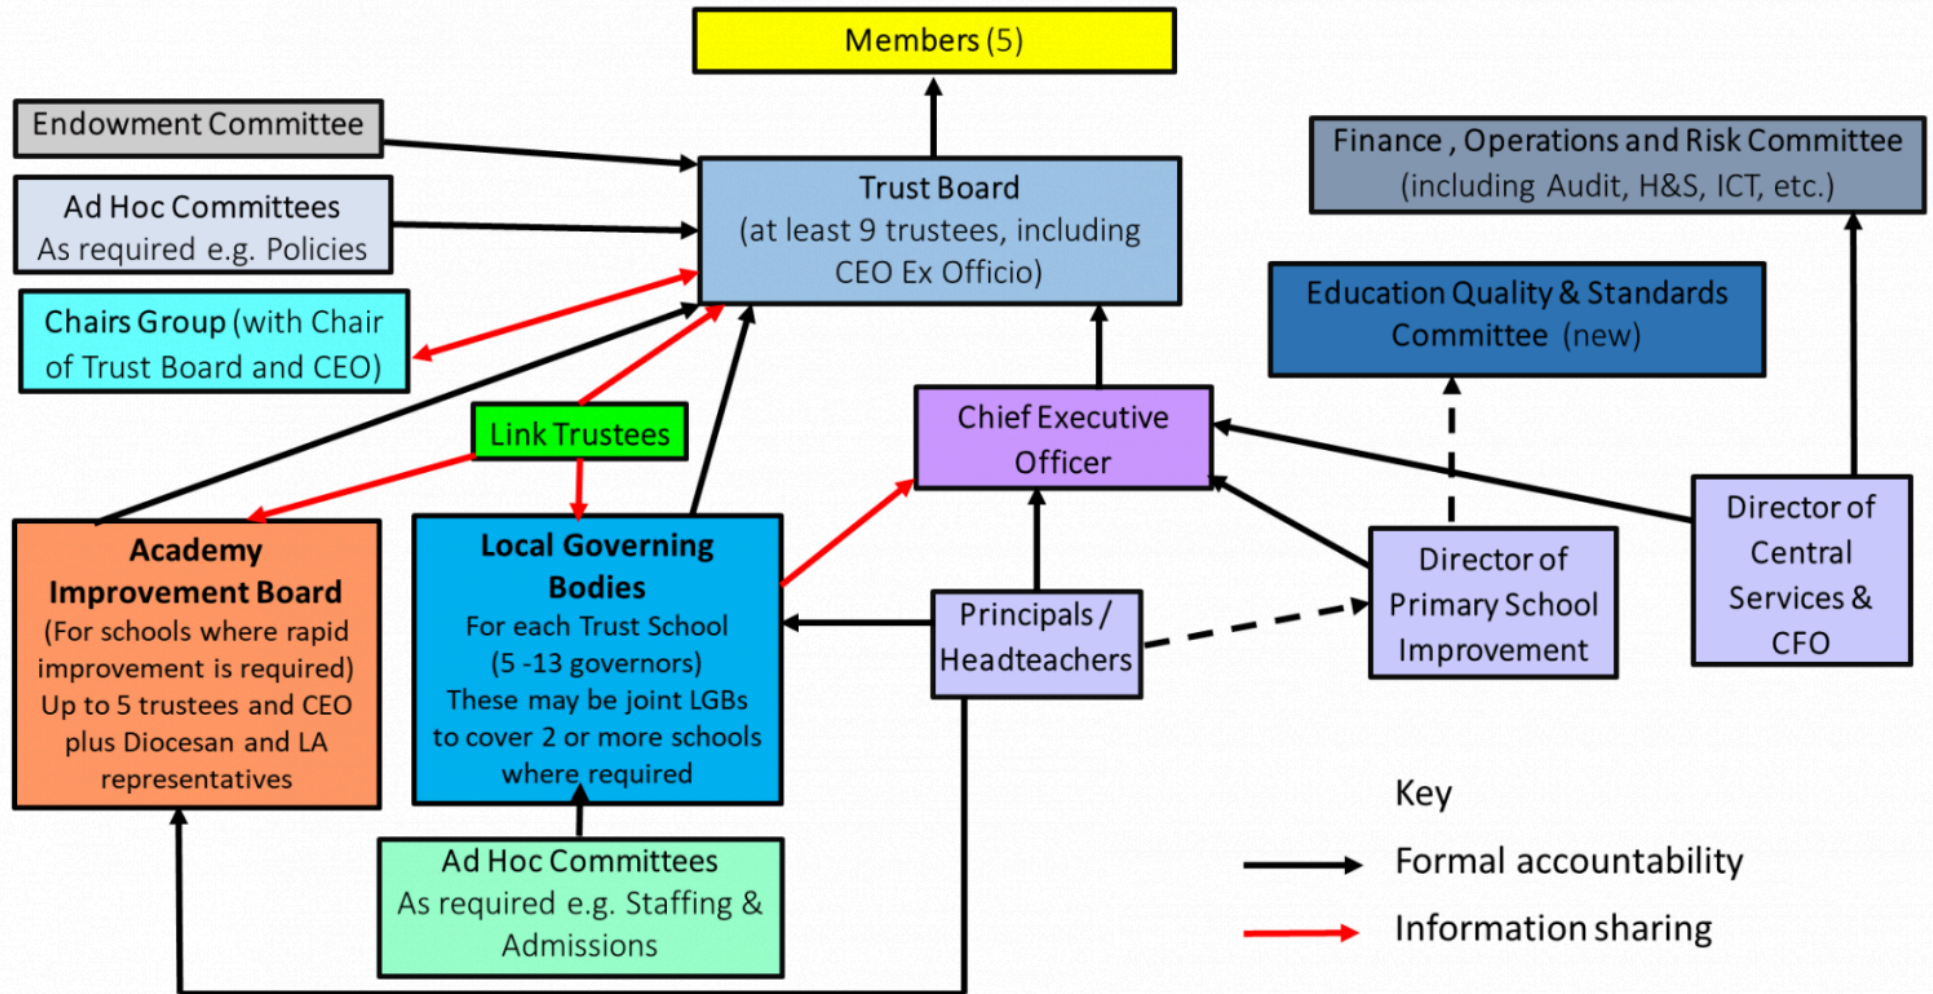 Members (5)
Endowment Committee
Ad Hoc Committees
As required e.g. Policies
Chairs Group (with Chair
of Trust Board and CEO)
Trust Board
(at least 9 trustees, including
CEO Ex Officio)
Finance , Operations and Risk Committee
(including Audit, H&S, ICT, etc.)
Education Quality & Standards
Committee (new)
Link Trustees
Chief Executive
Officer
Academy
Improvement Board
(For schools where rapid
improvement is required)
Up to 5 trustees and CEO
plus Diocesan and LA
representatives
Local Governing
Bodies
For each Trust School
(5 -13 governors)
These may be joint LGBs
to cover 2 or more schools
where required
Principals /
Headteachers
Director of
Primary School
Improvement
Director of
Central
Services &
CFO
Ad Hoc Committees
As required e.g. Staffing &
Admissions
Key
Formal accountability
Information sharing